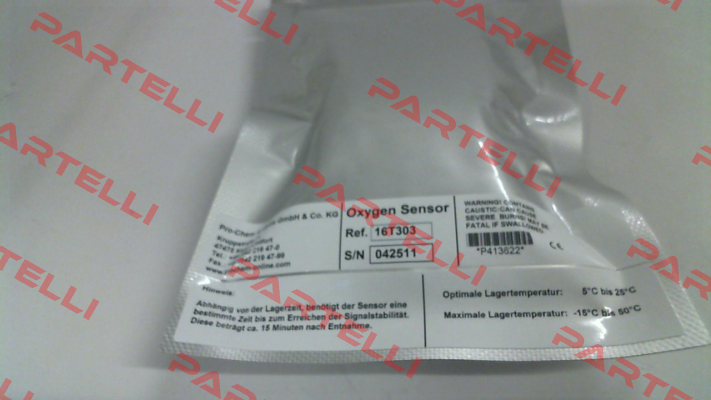 Pro-Chem GmbH & Co. KG
Oxygen Sensor
Ref. 16T303
S/N 042511
WARNING! CONTAINS
CAUSTIC-CAN CAUSE
SEVERE BURNS! MAY BE
FATAL IF SWALLOWED
*P413622*
CE
Hinweis:
Abhängig von der Lagerzeit, benötigt der Sensor eine
bestimmte Zeit bis zum Erreichen der Signalstabilität.
Diese beträgt ca. 15 Minuten nach Entnahme.
Optimale Lagertemperatur: 5°C bis 25°C
Maximale Lagertemperatur: -15°C bis 50°C
PARTELLI
PARTELLI
PARTELLI
PARTELLI
PARTELLI
PARTELLI